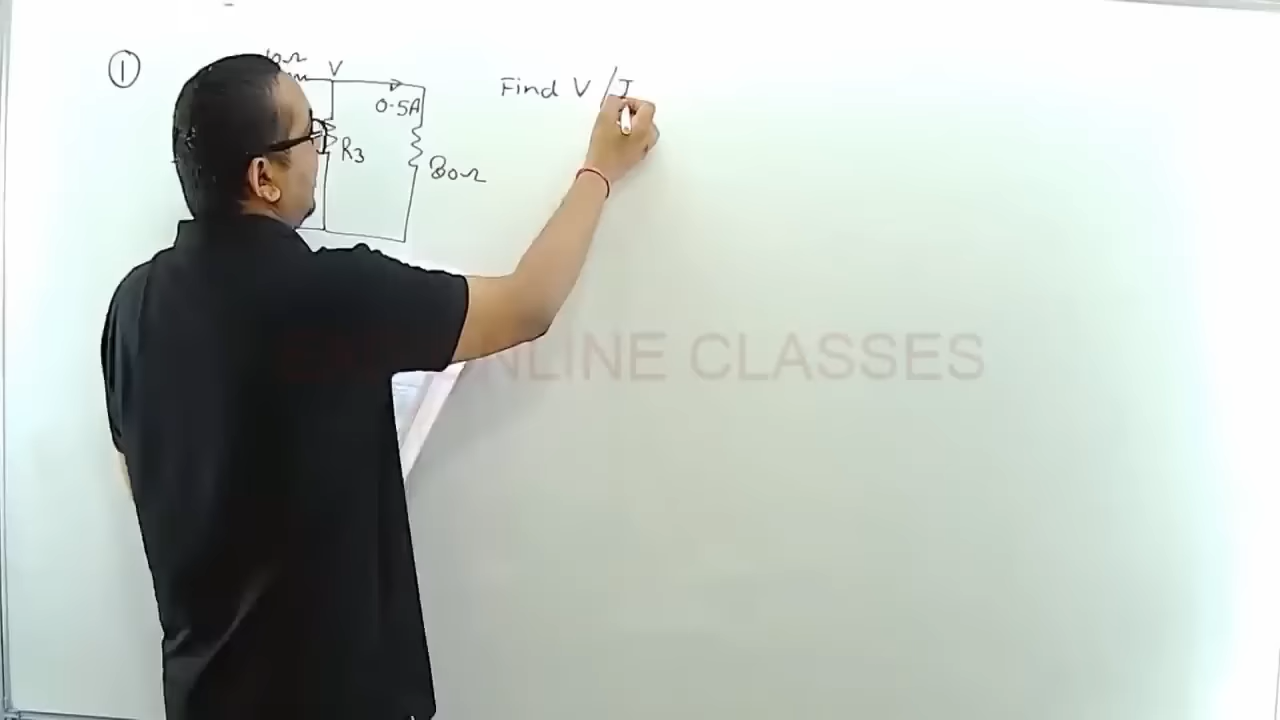 ①
V
0.5A
R3
80Ω
Find V / I
ONLINE CLASSES